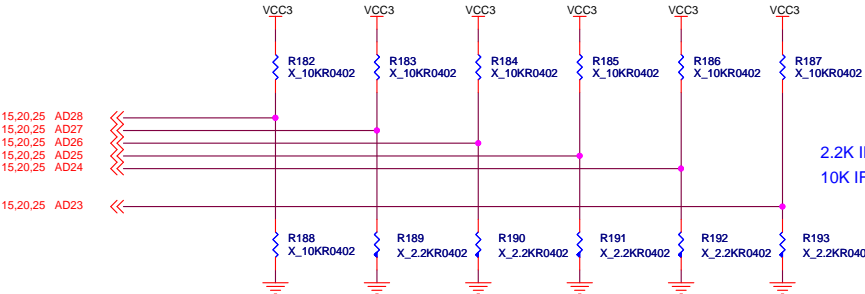 VCC3 VCC3 VCC3 VCC3 VCC3 VCC3
R182 R183 R184 R185 R186 R187
X_10KR0402 X_10KR0402 X_10KR0402 X_10KR0402 X_10KR0402 X_10KR0402
15,20,25 AD28
15,20,25 AD27
15,20,25 AD26
15,20,25 AD25
15,20,25 AD24
2.2K
10K
15,20,25 AD23
R188 R189 R190 R191 R192 R193
X_10KR0402 X_2.2KR0402 X_2.2KR0402 X_2.2KR0402 X_2.2KR0402